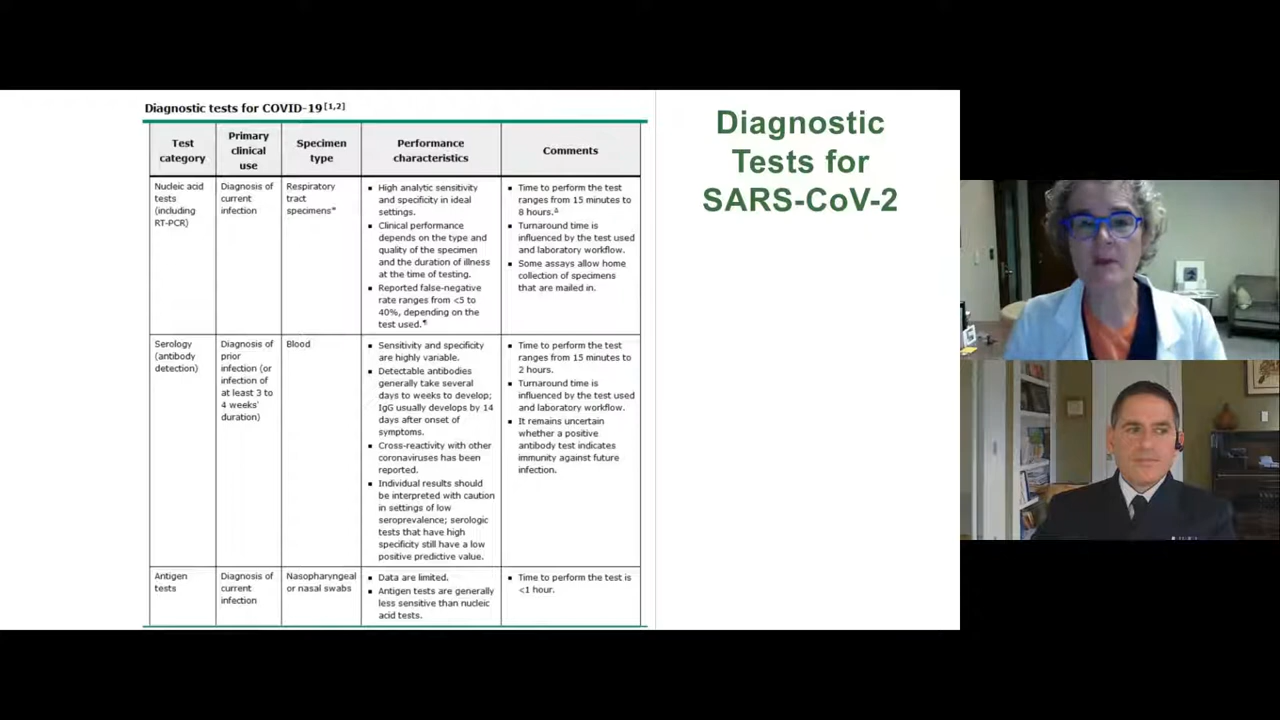 Diagnostic tests for COVID-19[1,2]
Test
category
Primary
clinical
use
Specimen
type
Performance
characteristics
Comments
Nucleic acid
tests
(including
RT-PCR)
Diagnosis of
current
infection
Respiratory
tract
specimens*
▪ High analytic sensitivity
and specificity in ideal
settings.
▪ Clinical performance
depends on the type and
quality of the specimen
and the duration of illness
at the time of testing.
▪ Reported false-negative
rate ranges from <5 to
40%, depending on the
test used.¶
▪ Time to perform the test
ranges from 15 minutes to
8 hours.Δ
▪ Turnaround time is
influenced by the test used
and laboratory workflow.
▪ Some assays allow home
collection of specimens
that are mailed in.
Serology
(antibody
detection)
Diagnosis of
prior
infection (or
infection of
at least 3 to
4 weeks'
duration)
Blood
▪ Sensitivity and specificity
are highly variable.
▪ Detectable antibodies
generally take several
days to weeks to develop;
IgG usually develops by 14
days after onset of
symptoms.
▪ Cross-reactivity with other
coronaviruses has been
reported.
▪ Individual results should
be interpreted with caution
in settings of low
seroprevalence; serologic
tests that have high
specificity still have a low
positive predictive value.
▪ Time to perform the test
ranges from 15 minutes to
2 hours.
▪ Turnaround time is
influenced by the test used
and laboratory workflow.
▪ It remains uncertain
whether a positive
antibody test indicates
immunity against future
infection.
Antigen
tests
Diagnosis of
current
infection
Nasopharyngeal
or nasal swabs
▪ Data are limited.
▪ Antigen tests are generally
less sensitive than nucleic
acid tests.
▪ Time to perform the test is
<1 hour.
Diagnostic
Tests for
SARS-CoV-2